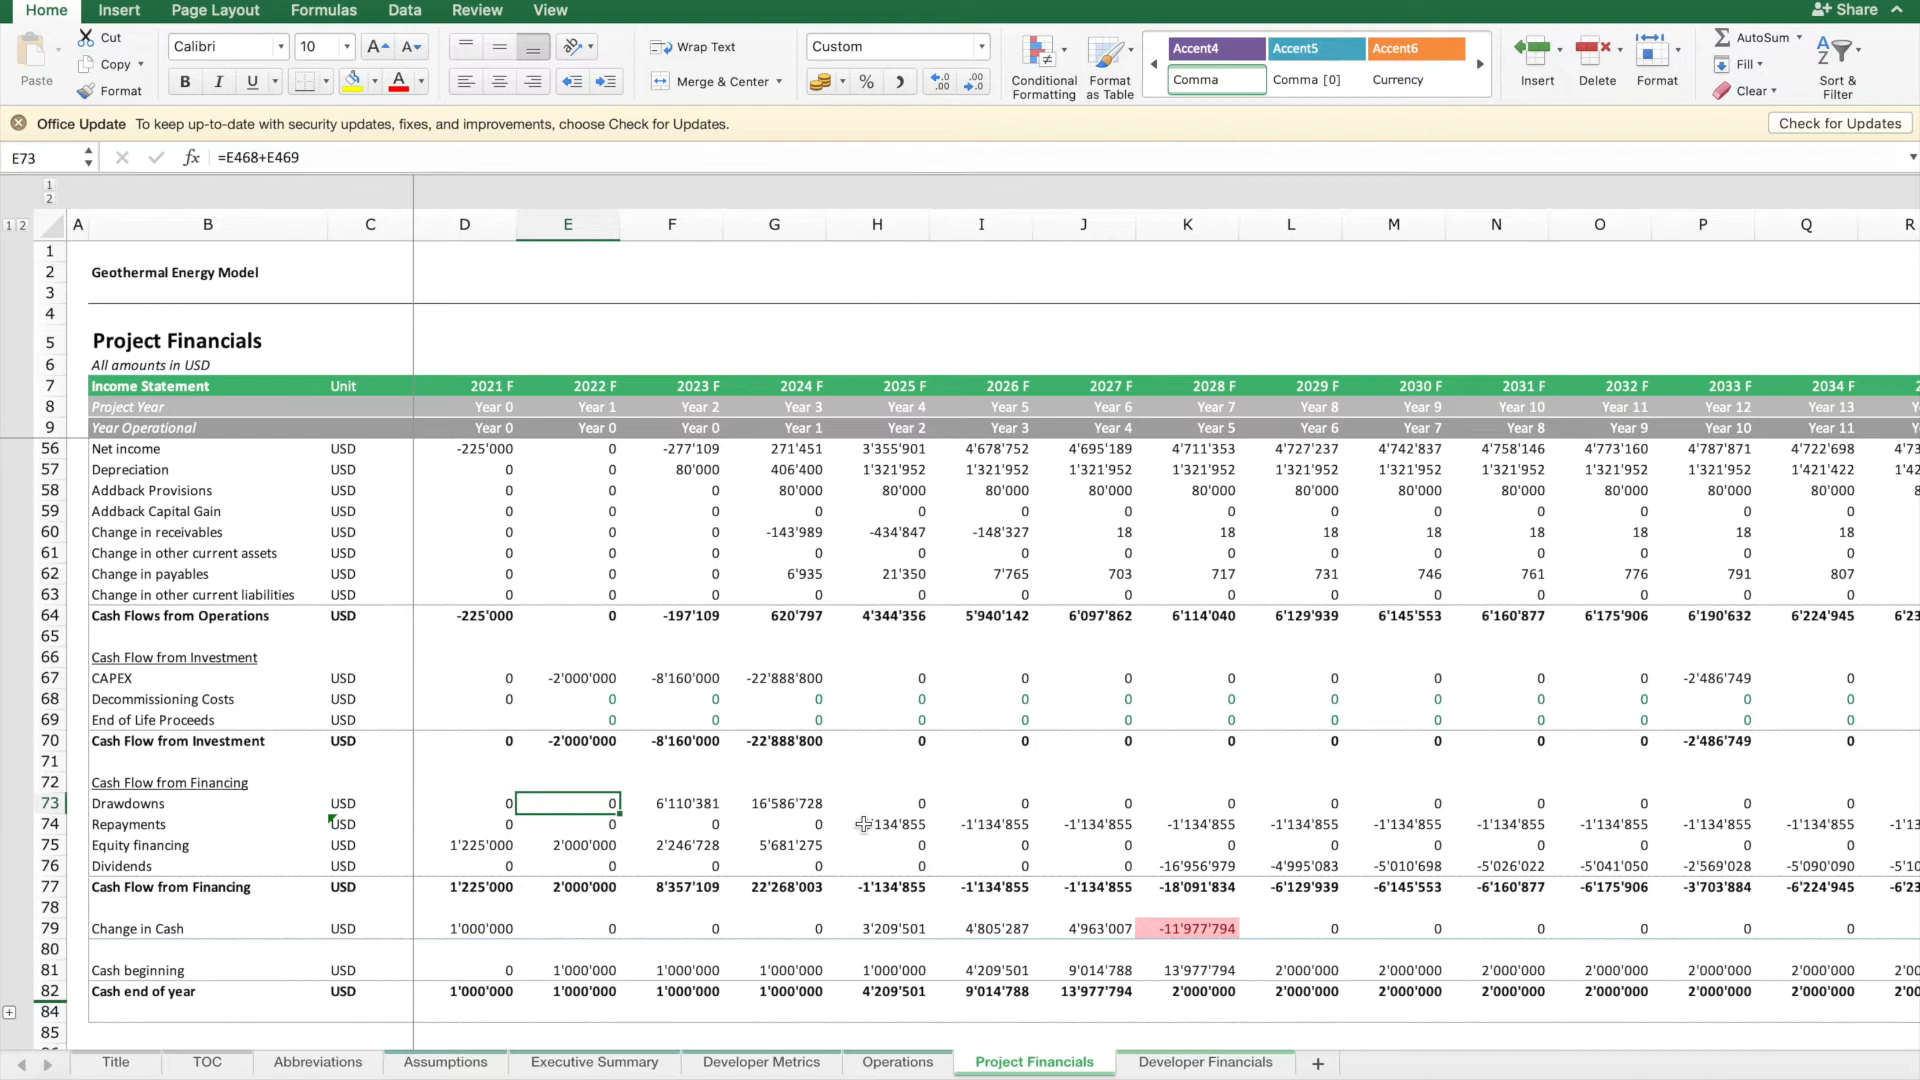 Home Insert Page Layout Formulas Data Review View Share
Cut Calibri 10 A A Wrap Text Custom Accent4 Accent5 Accent6 AutoSum
Paste Copy Comma Comma [0] Currency Fill
Format B I U A Merge & Center % Conditional Formatting Format as Table Insert Delete Format Clear Sort & Filter
Office Update To keep up-to-date with security updates, fixes, and improvements, choose Check for Updates. Check for Updates
E73 fx =E468+E469
1
2
1 2 A B C D E F G H I J K L M N O P Q R
1
2 Geothermal Energy Model
3
4
5 Project Financials
6 All amounts in USD
7 Income Statement Unit 2021 F 2022 F 2023 F 2024 F 2025 F 2026 F 2027 F 2028 F 2029 F 2030 F 2031 F 2032 F 2033 F 2034 F
8 Project Year Year 0 Year 1 Year 2 Year 3 Year 4 Year 5 Year 6 Year 7 Year 8 Year 9 Year 10 Year 11 Year 12 Year 13
9 Year Operational Year 0 Year 0 Year 0 Year 1 Year 2 Year 3 Year 4 Year 5 Year 6 Year 7 Year 8 Year 9 Year 10 Year 11
56 Net income USD -225'000 0 -277'109 271'451 3'355'901 4'678'752 4'695'189 4'711'353 4'727'237 4'742'837 4'758'146 4'773'160 4'787'871 4'722'698 4'73
57 Depreciation USD 0 0 80'000 406'400 1'321'952 1'321'952 1'321'952 1'321'952 1'321'952 1'321'952 1'321'952 1'321'952 1'321'952 1'421'422 1'42
58 Addback Provisions USD 0 0 0 80'000 80'000 80'000 80'000 80'000 80'000 80'000 80'000 80'000 80'000 80'000 8
59 Addback Capital Gain USD 0 0 0 0 0 0 0 0 0 0 0 0 0 0
60 Change in receivables USD 0 0 0 -143'989 -434'847 -148'327 18 18 18 18 18 18 18 18
61 Change in other current assets USD 0 0 0 0 0 0 0 0 0 0 0 0 0 0
62 Change in payables USD 0 0 0 6'935 21'350 7'765 703 717 731 746 761 776 791 807
63 Change in other current liabilities USD 0 0 0 0 0 0 0 0 0 0 0 0 0 0
64 Cash Flows from Operations USD -225'000 0 -197'109 620'797 4'344'356 5'940'142 6'097'862 6'114'040 6'129'939 6'145'553 6'160'877 6'175'906 6'190'632 6'224'945 6'23
65
66 Cash Flow from Investment
67 CAPEX USD 0 -2'000'000 -8'160'000 -22'888'800 0 0 0 0 0 0 0 0 -2'486'749 0
68 Decommissioning Costs USD 0 0 0 0 0 0 0 0 0 0 0 0 0 0
69 End of Life Proceeds USD 0 0 0 0 0 0 0 0 0 0 0 0 0
70 Cash Flow from Investment USD 0 -2'000'000 -8'160'000 -22'888'800 0 0 0 0 0 0 0 0 -2'486'749 0
71
72 Cash Flow from Financing
73 Drawdowns USD 0 0 6'110'381 16'586'728 0 0 0 0 0 0 0 0 0 0
74 Repayments USD 0 0 0 0 134'855 -1'134'855 -1'134'855 -1'134'855 -1'134'855 -1'134'855 -1'134'855 -1'134'855 -1'134'855 -1'134'855 -1'13
75 Equity financing USD 1'225'000 2'000'000 2'246'728 5'681'275 0 0 0 0 0 0 0 0 0 0
76 Dividends USD 0 0 0 0 0 0 0 -16'956'979 -4'995'083 -5'010'698 -5'026'022 -5'041'050 -2'569'028 -5'090'090 -5'10
77 Cash Flow from Financing USD 1'225'000 2'000'000 8'357'109 22'268'003 -1'134'855 -1'134'855 -1'134'855 -18'091'834 -6'129'939 -6'145'553 -6'160'877 -6'175'906 -3'703'884 -6'224'945 -6'23
78
79 Change in Cash USD 1'000'000 0 0 0 3'209'501 4'805'287 4'963'007 -11'977'794 0 0 0 0 0 0
80
81 Cash beginning USD 0 1'000'000 1'000'000 1'000'000 1'000'000 4'209'501 9'014'788 13'977'794 2'000'000 2'000'000 2'000'000 2'000'000 2'000'000 2'000'000 2'00
82 Cash end of year USD 1'000'000 1'000'000 1'000'000 1'000'000 4'209'501 9'014'788 13'977'794 2'000'000 2'000'000 2'000'000 2'000'000 2'000'000 2'000'000 2'000'000 2'00
84
85
Title TOC Abbreviations Assumptions Executive Summary Developer Metrics Operations Project Financials Developer Financials +